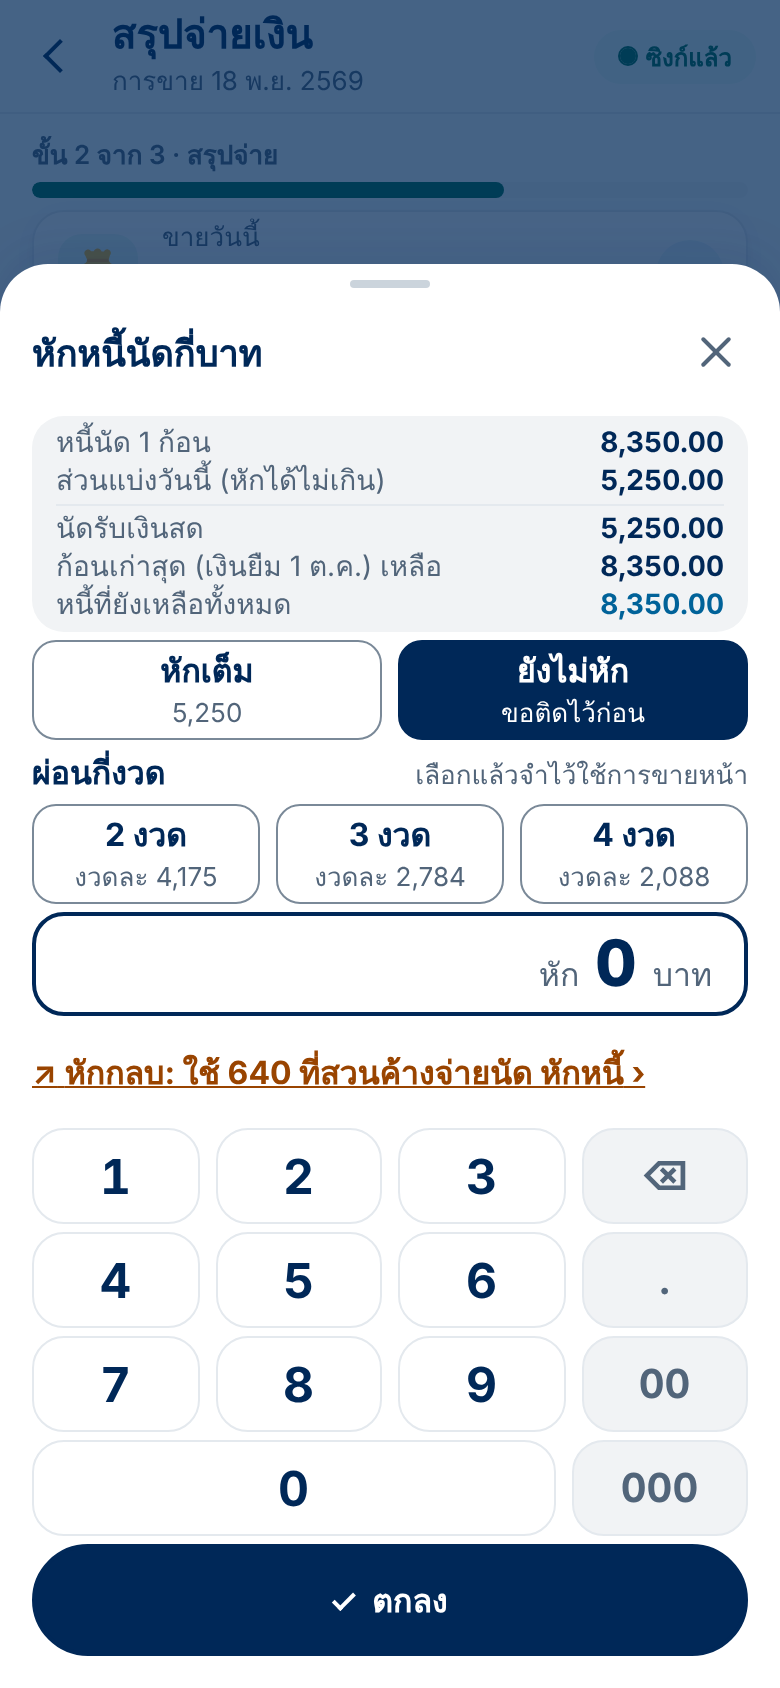 สรุปจ่ายเงิน
การขาย 18 พ.ย. 2569
ซิงก์แล้ว
ขั้น 2 จาก 3 · สรุปจ่าย
ขายวันนี้
หักหนี้นัดกี่บาท
หนี้นัด 1 ก้อน 8,350.00
ส่วนแบ่งวันนี้ (หักได้ไม่เกิน) 5,250.00
นัดรับเงินสด 5,250.00
ก้อนเก่าสุด (เงินยืม 1 ต.ค.) เหลือ 8,350.00
หนี้ที่ยังเหลือทั้งหมด 8,350.00
หักเต็ม ยังไม่หัก
5,250 ขอติดไว้ก่อน
ผ่อนกี่งวด เลือกแล้วจำไว้ใช้การขายหน้า
2 งวด 3 งวด 4 งวด
งวดละ 4,175 งวดละ 2,784 งวดละ 2,088
หัก 0 บาท
↗ หักกลบ: ใช้ 640 ที่สวนค้างจ่ายนัด หักหนี้ ›
1 2 3
4 5 6 .
7 8 9 00
0 000
✓ ตกลง